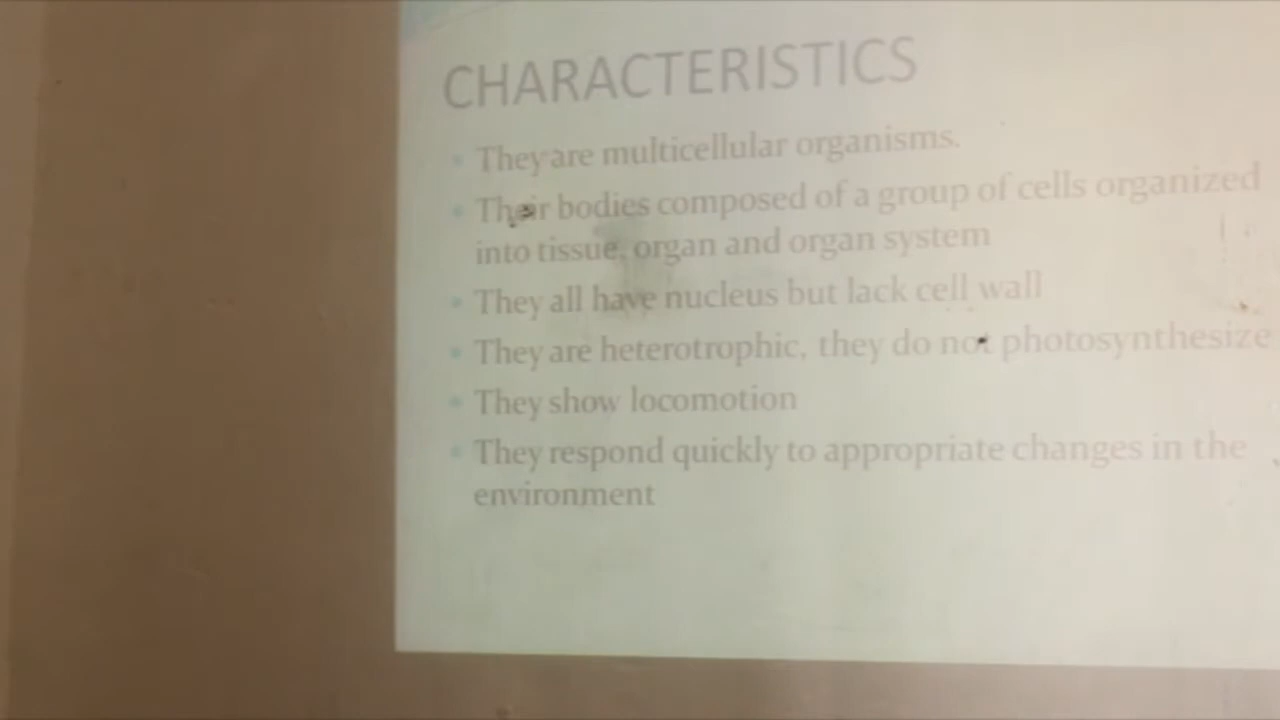 CHARACTERISTICS
They are multicellular organisms.
Their bodies composed of a group of cells organized
into tissue, organ and organ system
They all have nucleus but lack cell wall
They are heterotrophic, they do not photosynthesize
They show locomotion
They respond quickly to appropriate changes in the
environment